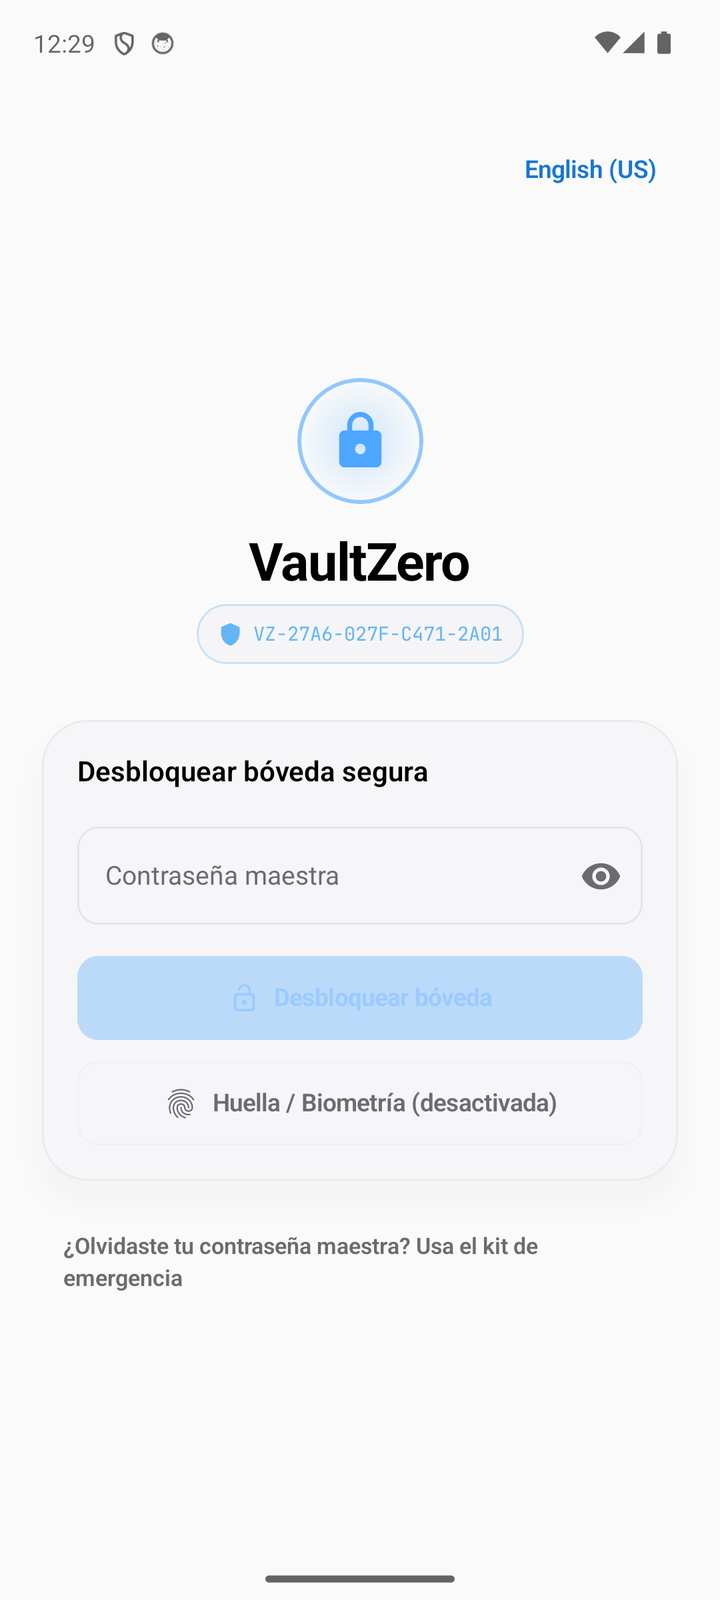 12:29
English (US)
VaultZero
VZ-27A6-027F-C471-2A01
Desbloquear bóveda segura
Contraseña maestra
Desbloquear bóveda
Huella / Biometría (desactivada)
¿Olvidaste tu contraseña maestra? Usa el kit de
emergencia